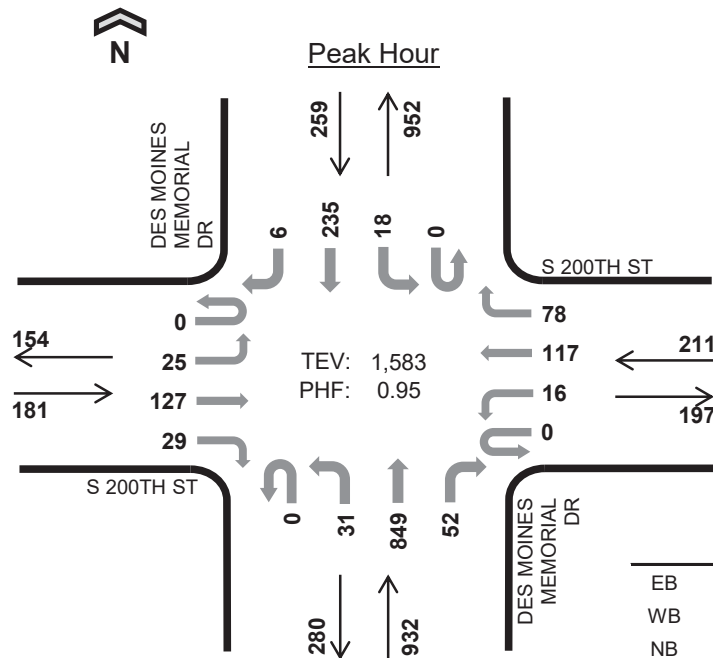 N
Peak Hour
259
952
DES MOINES
MEMORIAL
DR
6
235
18
0
S 200TH ST
0
25
127
29
154
181
TEV: 1,583
PHF: 0.95
78
117
16
0
211
197
S 200TH ST
0
31
849
52
DES MOINES
MEMORIAL
DR
280
932
EB
WB
NB